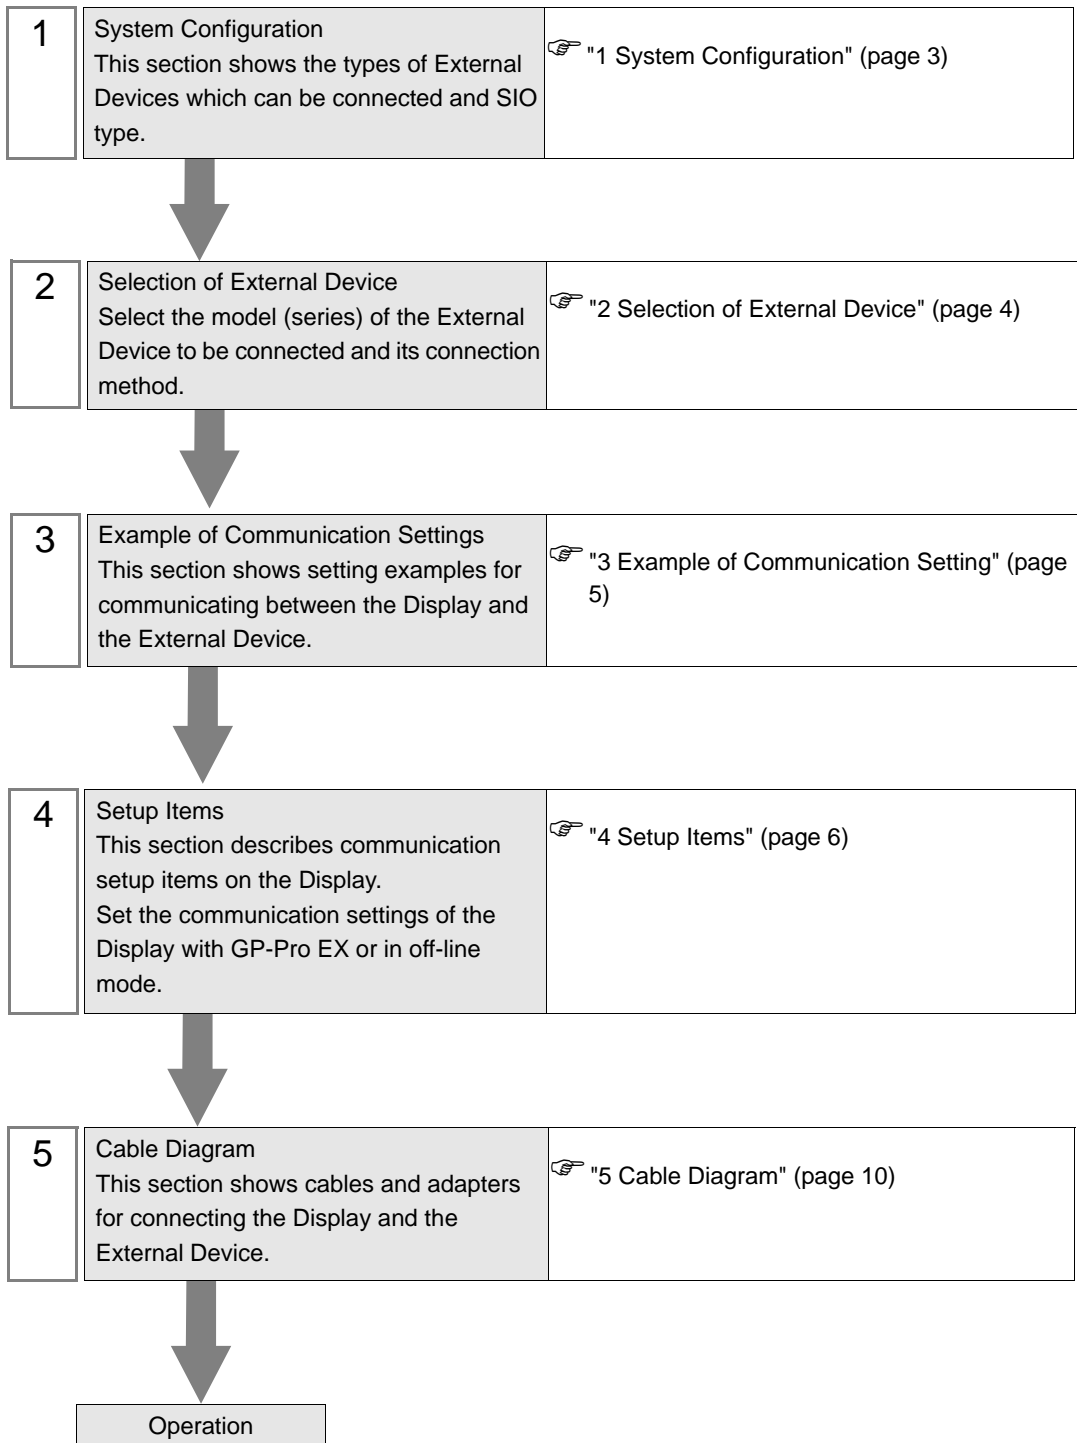 1
System Configuration
This section shows the types of External
Devices which can be connected and SIO
type.
"1 System Configuration" (page 3)
2
Selection of External Device
Select the model (series) of the External
Device to be connected and its connection
method.
"2 Selection of External Device" (page 4)
3
Example of Communication Settings
This section shows setting examples for
communicating between the Display and
the External Device.
"3 Example of Communication Setting" (page
5)
4
Setup Items
This section describes communication
setup items on the Display.
Set the communication settings of the
Display with GP-Pro EX or in off-line
mode.
"4 Setup Items" (page 6)
5
Cable Diagram
This section shows cables and adapters
for connecting the Display and the
External Device.
"5 Cable Diagram" (page 10)
Operation